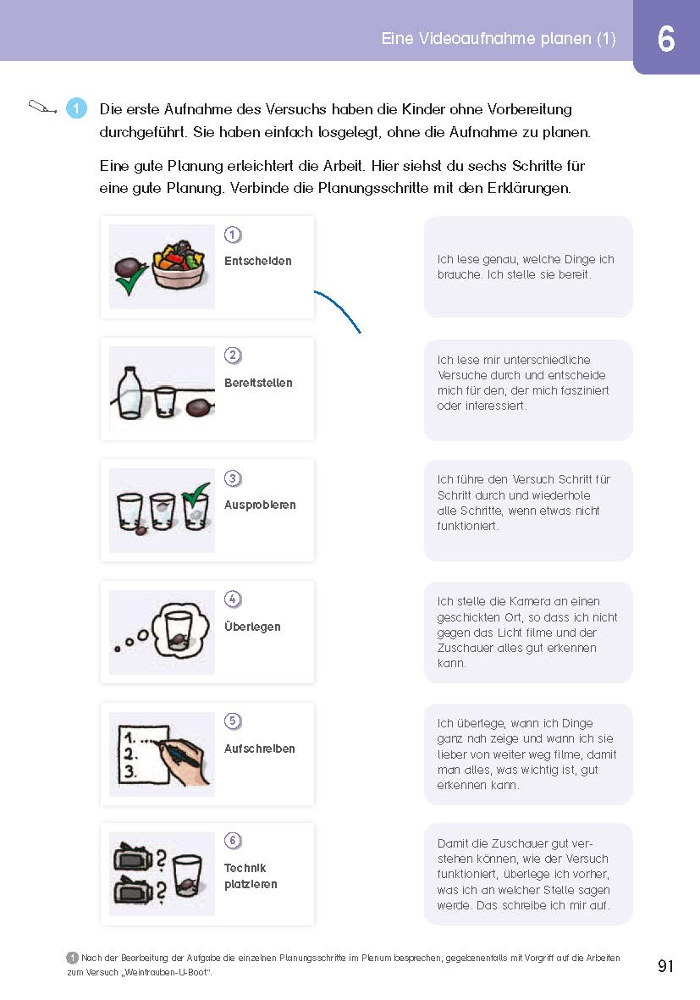 Eine Videoaufnahme planen (1)
6
1
Die erste Aufnahme des Versuchs haben die Kinder ohne Vorbereitung
durchgeführt. Sie haben einfach losgelegt, ohne die Aufnahme zu planen.
Eine gute Planung erleichtert die Arbeit. Hier siehst du sechs Schritte für
eine gute Planung. Verbinde die Planungsschritte mit den Erklärungen.
1
Entscheiden
Ich lese genau, welche Dinge ich
brauche. Ich stelle sie bereit.
2
Bereitstellen
Ich lese mir unterschiedliche
Versuche durch und entscheide
mich für den, der mich fasziniert
oder interessiert.
3
Ausprobieren
Ich führe den Versuch Schritt für
Schritt durch und wiederhole
alle Schritte, wenn etwas nicht
funktioniert.
4
Überlegen
Ich stelle die Kamera an einen
geschickten Ort, so dass ich nicht
gegen das Licht filme und der
Zuschauer alles gut erkennen
kann.
1.
2.
3.
5
Aufschreiben
Ich überlege, wann ich Dinge
ganz nah zeige und wann ich sie
lieber von weiter weg filme, damit
man alles, was wichtig ist, gut
erkennen kann.
?
?
6
Technik
platzieren
Damit die Zuschauer gut ver-
stehen können, wie der Versuch
funktioniert, überlege ich vorher,
was ich an welcher Stelle sagen
werde. Das schreibe ich mir auf.
1 Nach der Bearbeitung der Aufgabe die einzelnen Planungsschritte im Plenum besprechen, gegebenenfalls mit Vorgriff auf die Arbeiten
zum Versuch „Weintrauben-U-Boot“.
91